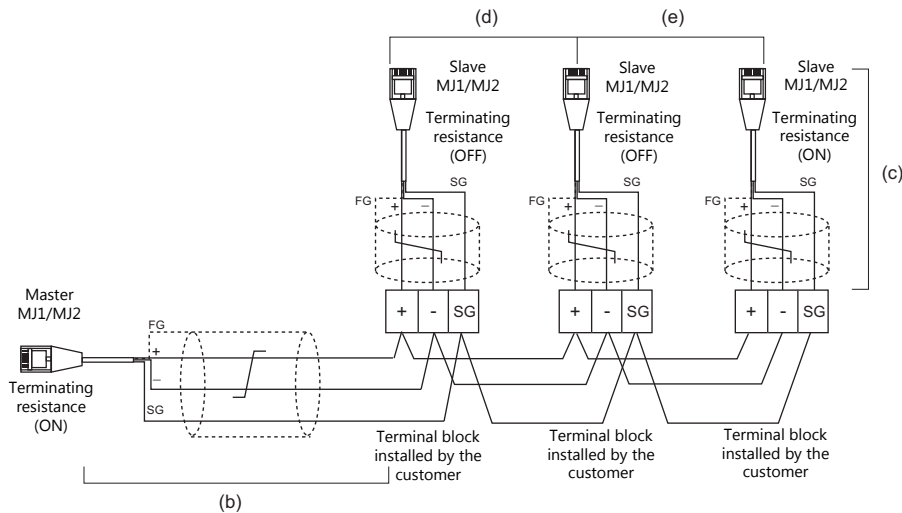 (d)
(e)
Slave
MJ1/MJ2
Terminating
resistance
(OFF)
Slave
MJ1/MJ2
Terminating
resistance
(OFF)
Slave
MJ1/MJ2
Terminating
resistance
(ON)
(c)
SG
FG
+
–
SG
FG
+
–
SG
FG
+
–
+
-
SG
+
-
SG
+
-
SG
Master
MJ1/MJ2
FG
+
–
SG
Terminating
resistance
(ON)
Terminal block
installed by the
customer
Terminal block
installed by the
customer
Terminal block
installed by the
customer
(b)